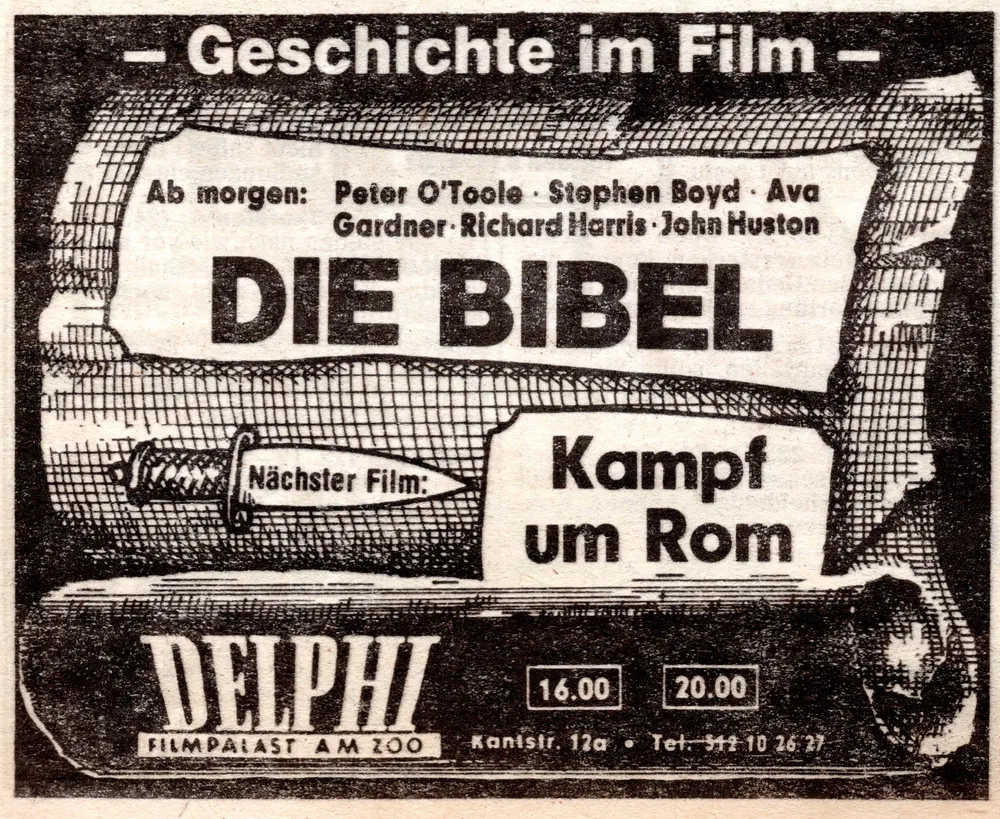 – Geschichte im Film –
Ab morgen: Peter O'Toole · Stephen Boyd · Ava
Gardner · Richard Harris · John Huston
DIE BIBEL
Nächster Film:
Kampf
um Rom
DELPHI
FILMPALAST AM ZOO
16.00 20.00
Kantstr. 12a • Tel. 312 10 26 27